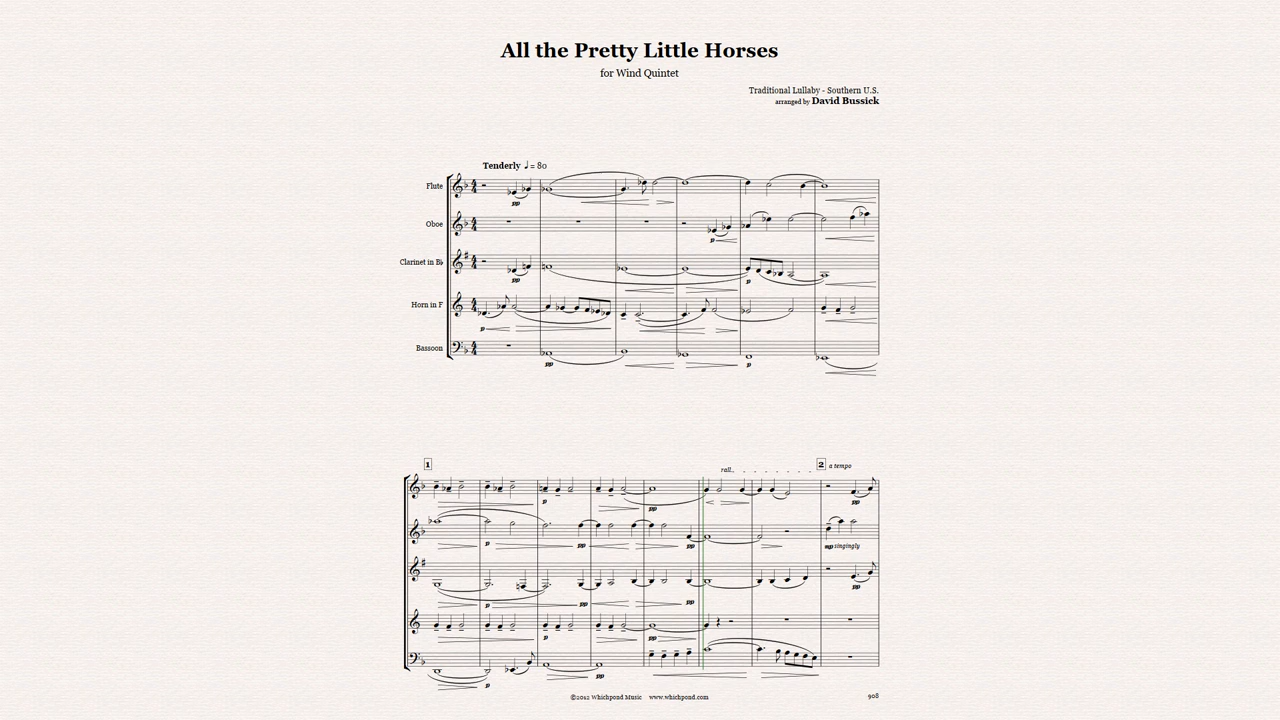 All the Pretty Little Horses
for Wind Quintet
Traditional Lullaby - Southern U.S.
arranged by David Bussick
Tenderly ♩ = 80
Flute
pp
Oboe
p
Clarinet in B♭
pp
p
Horn in F
p
Bassoon
pp
p
1
rall.
2 a tempo
p
pp
pp
p
pp
pp
mp singingly
p
pp
pp
pp
p
pp
p
pp
©2012 Whichpond Music www.whichpond.com
908